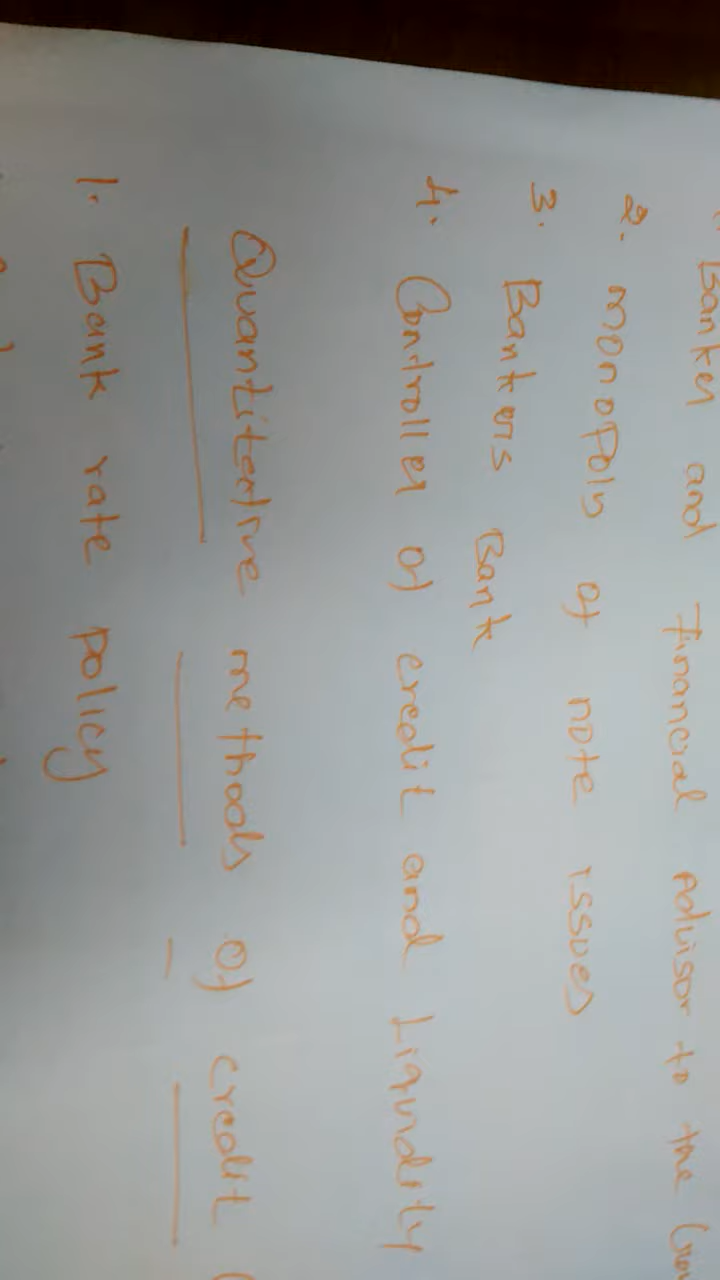 Banker and Financial Advisor to the
2. monopoly of note issues
3. Bankers Bank
4. Controller of credit and Liquidity
Quantitative methods of credit
1. Bank rate policy